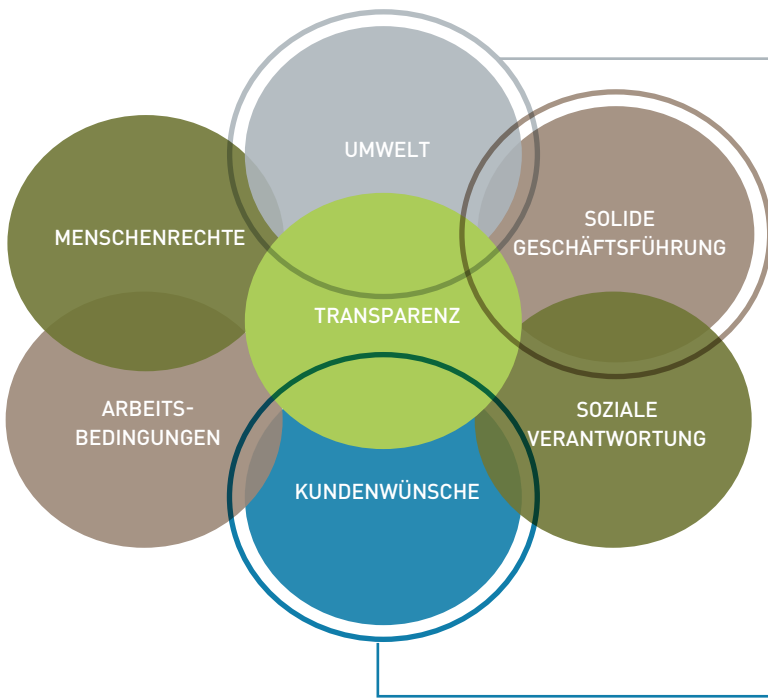 UMWELT
MENSCHENRECHTE
SOLIDE
GESCHÄFTSFÜHRUNG
TRANSPARENZ
ARBEITS-
BEDINGUNGEN
SOZIALE
VERANTWORTUNG
KUNDENWÜNSCHE